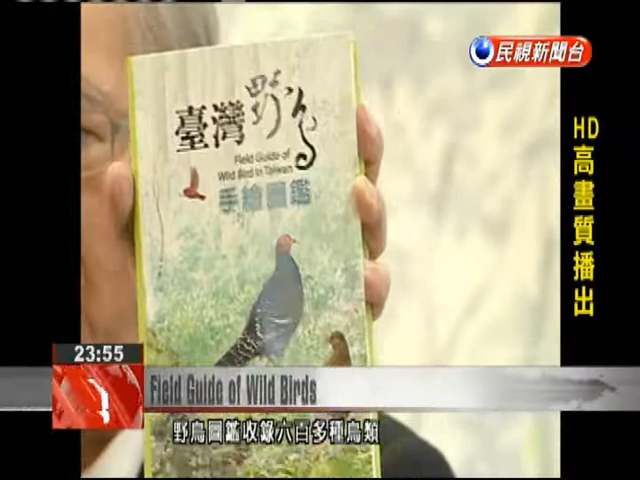 民視新聞台
HD高畫質播出
臺灣野鳥
Field Guide of
Wild Bird in Taiwan
手繪圖鑑
23:55
Field Guide of Wild Birds
野鳥圖鑑收錄六百多種鳥類